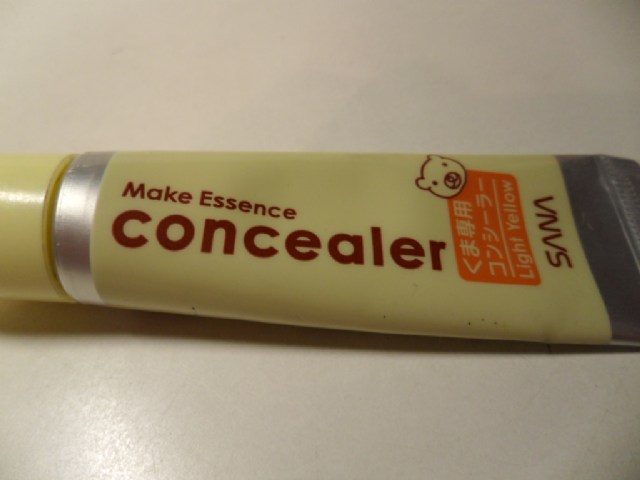 Make Essence
concealer
くま専用
コンシーラー
Light Yellow
SANA